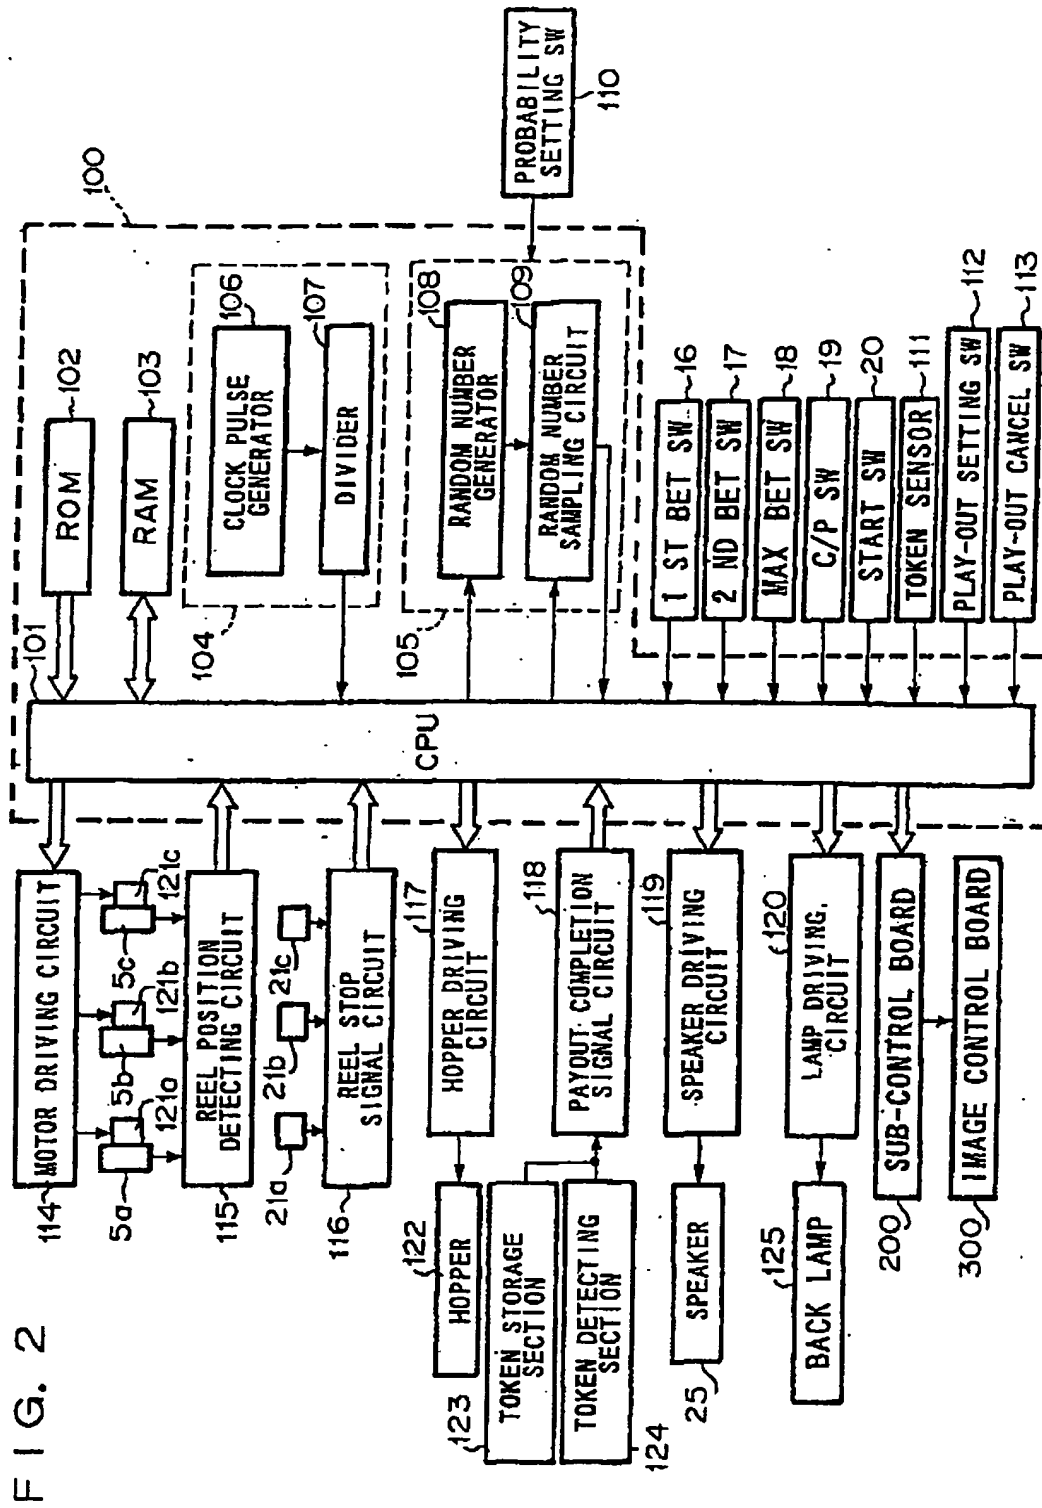 FIG. 2
114
MOTOR DRIVING CIRCUIT
5a
121a
5b
121b
5c
121c
115
REEL POSITION
DETECTING CIRCUIT
21a
21b
21c
116
REEL STOP
SIGNAL CIRCUIT
122
HOPPER
117
HOPPER DRIVING
CIRCUIT
123
TOKEN STORAGE
SECTION
124
TOKEN DETECTING
SECTION
118
PAYOUT COMPLETION
SIGNAL CIRCUIT
25
SPEAKER
119
SPEAKER DRIVING
CIRCUIT
125
BACK LAMP
120
LAMP DRIVING.
CIRCUIT
200
SUB-CONTROL BOARD
300
IMAGE CONTROL BOARD
101
CPU
100
ROM
102
RAM
103
104
CLOCK PULSE
GENERATOR
106
DIVIDER
107
105
RANDOM NUMBER
GENERATOR
108
RANDOM NUMBER
SAMPLING CIRCUIT
109
PROBABILITY
SETTING SW
110
1 ST BET SW
16
2 ND BET SW
17
MAX BET SW
18
C/P SW
19
START SW
20
TOKEN SENSOR
111
PLAY-OUT SETTING SW
112
PLAY-OUT CANCEL SW
113